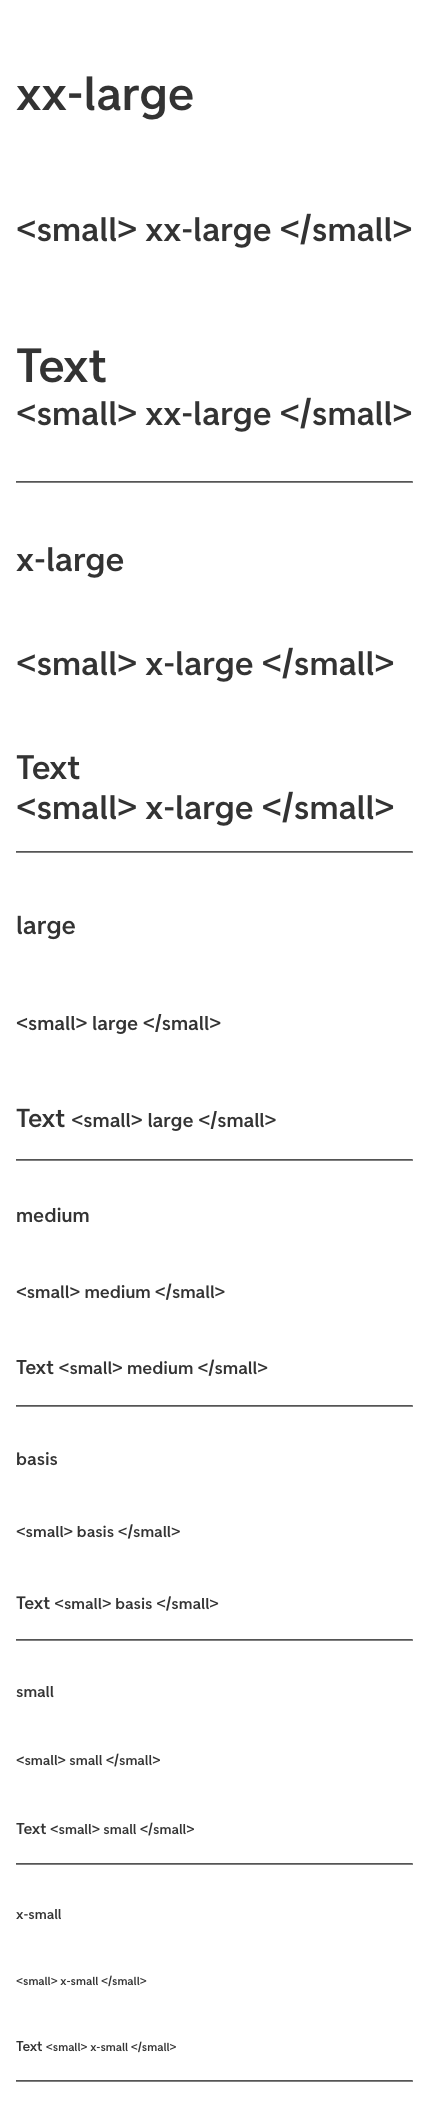 xx-large
<small> xx-large </small>
Text
<small> xx-large </small>
x-large
<small> x-large </small>
Text
<small> x-large </small>
large
<small> large </small>
Text <small> large </small>
medium
<small> medium </small>
Text <small> medium </small>
basis
<small> basis </small>
Text <small> basis </small>
small
<small> small </small>
Text <small> small </small>
x-small
<small> x-small </small>
Text <small> x-small </small>